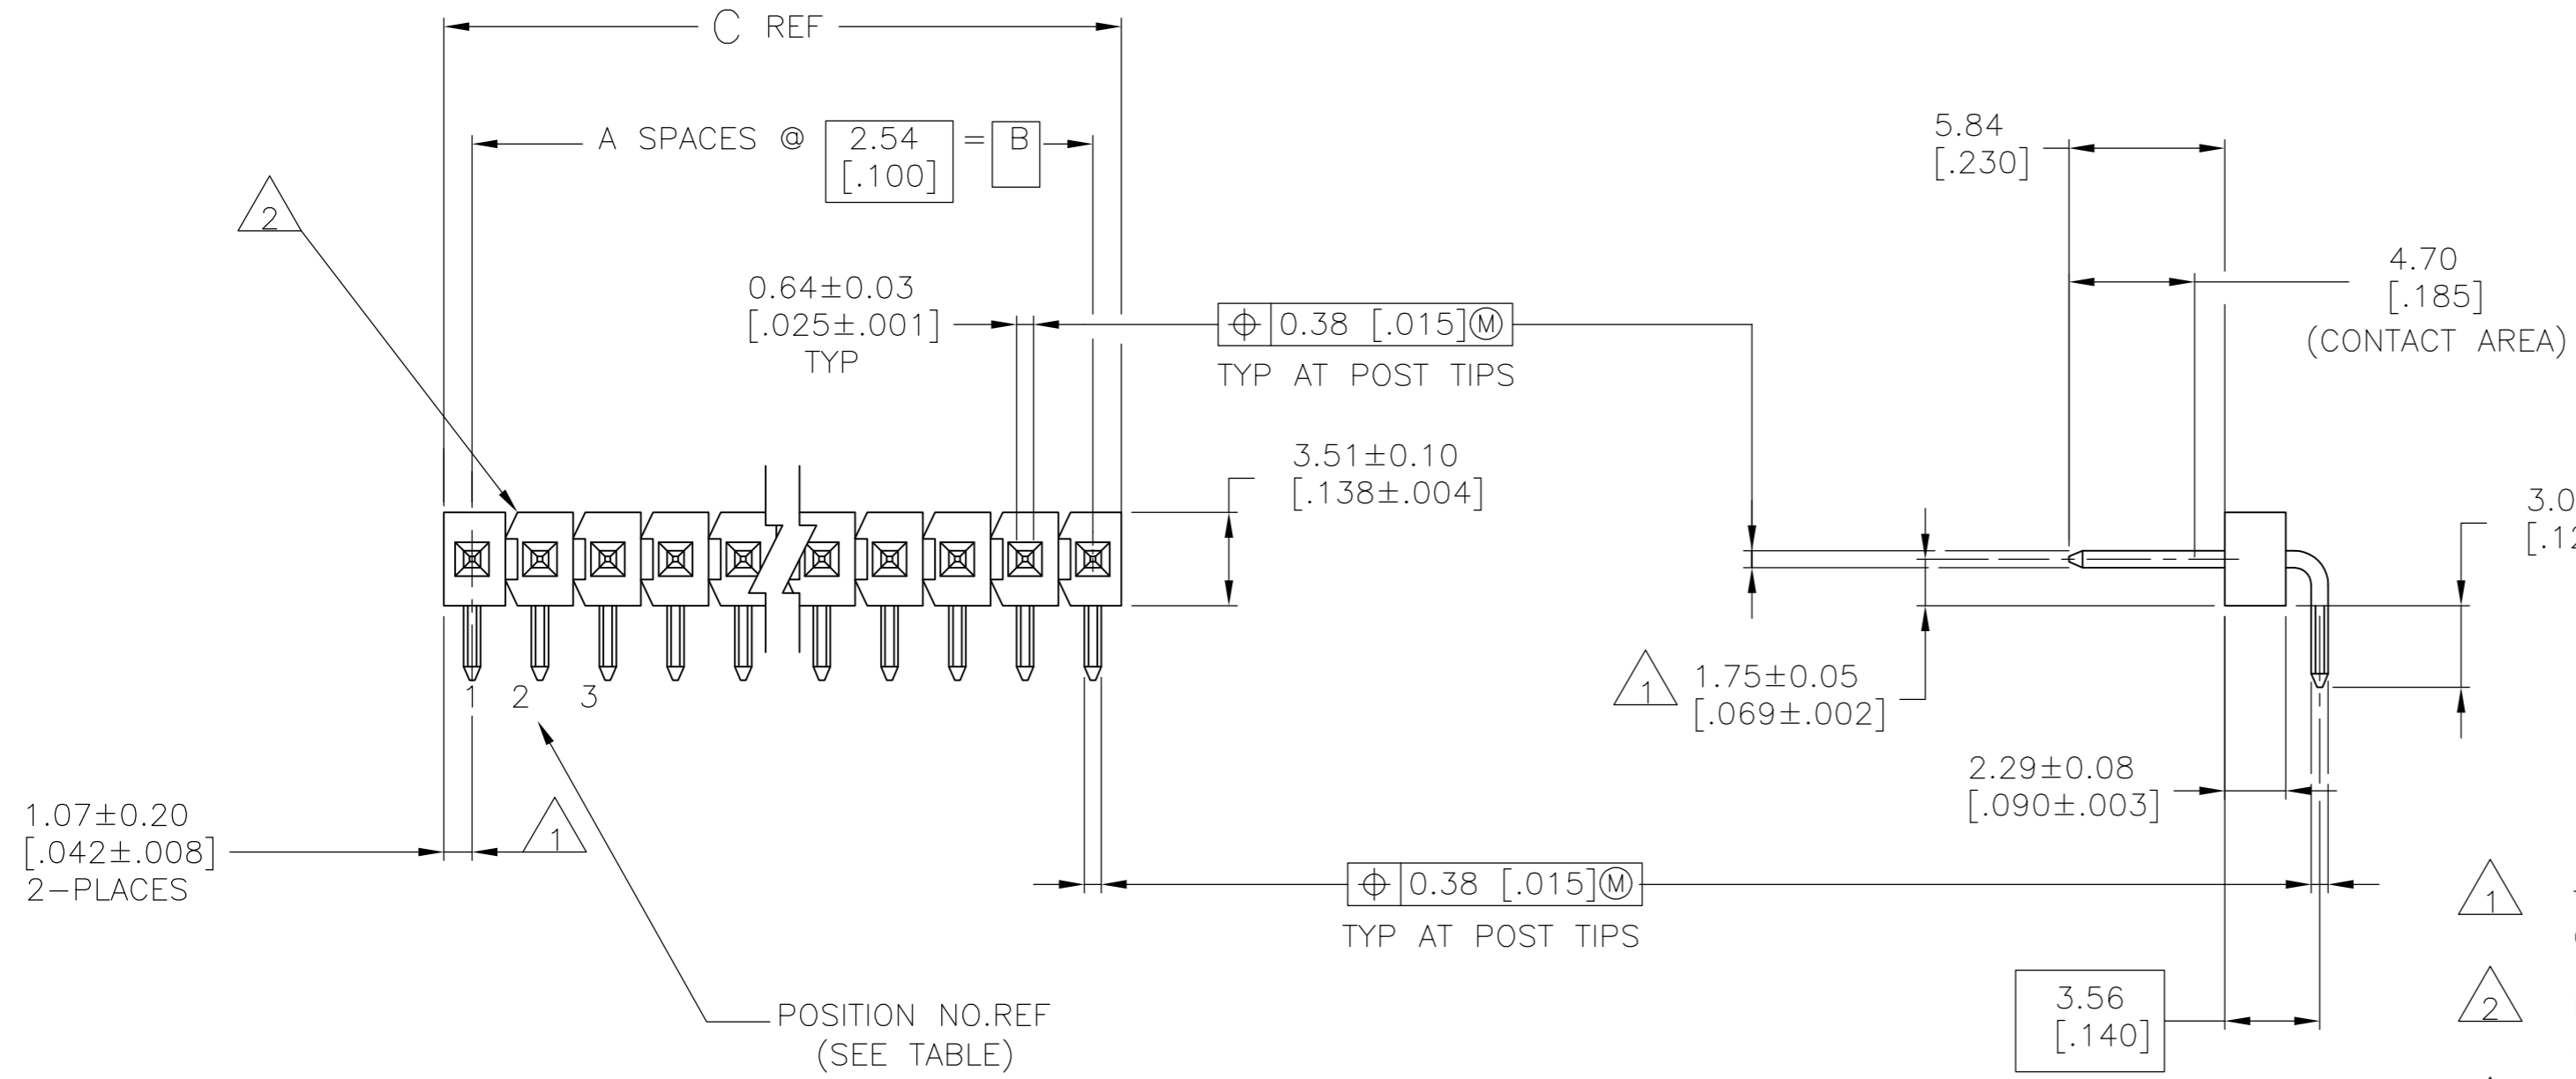 C REF
A SPACES @ 2.54 = B
[.100]
5.84
[.230]
2
4.70
[.185]
(CONTACT AREA)
0.64±0.03
[.025±.001]
TYP
⌖ 0.38 [.015]Ⓜ
TYP AT POST TIPS
3.51±0.10
[.138±.004]
1 2 3
1
1.75±0.05
[.069±.002]
2.29±0.08
[.090±.003]
1.07±0.20
[.042±.008]
2-PLACES
1
⌖ 0.38 [.015]Ⓜ
TYP AT POST TIPS
1
2
3.56
[.140]
POSITION NO.REF
(SEE TABLE)